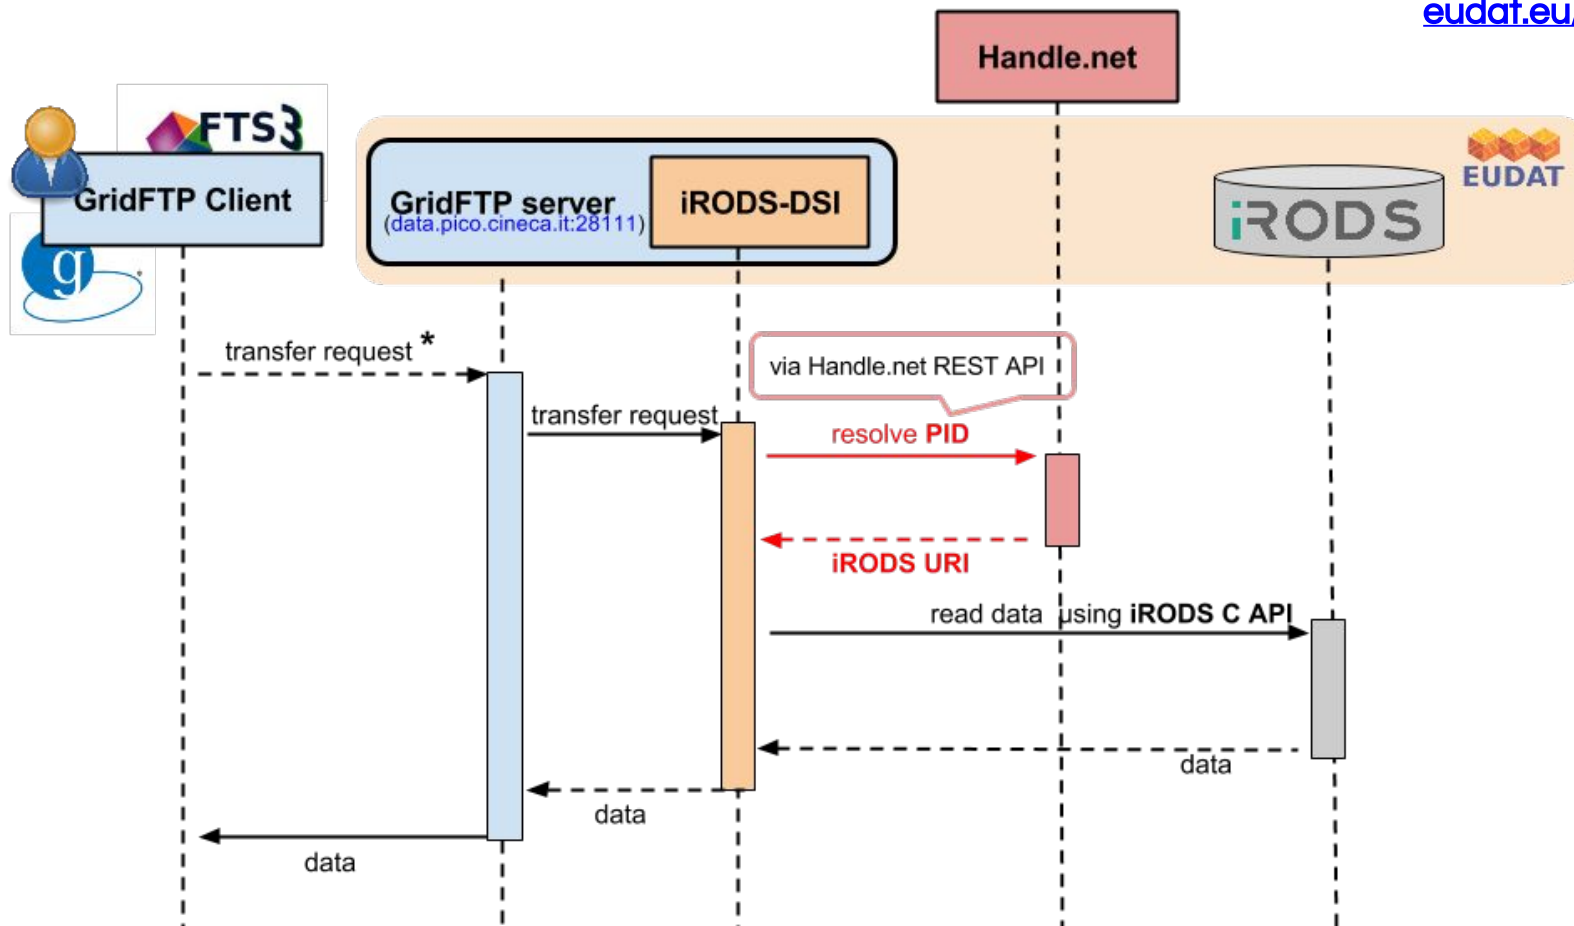 eudat.eu/
Handle.net
FTS3
EUDAT
GridFTP Client
GridFTP server
(data.pico.cineca.it:28111)
iRODS-DSI
iRODS
g
transfer request *
via Handle.net REST API
transfer request
resolve PID
iRODS URI
read data using iRODS C API
data
data
data